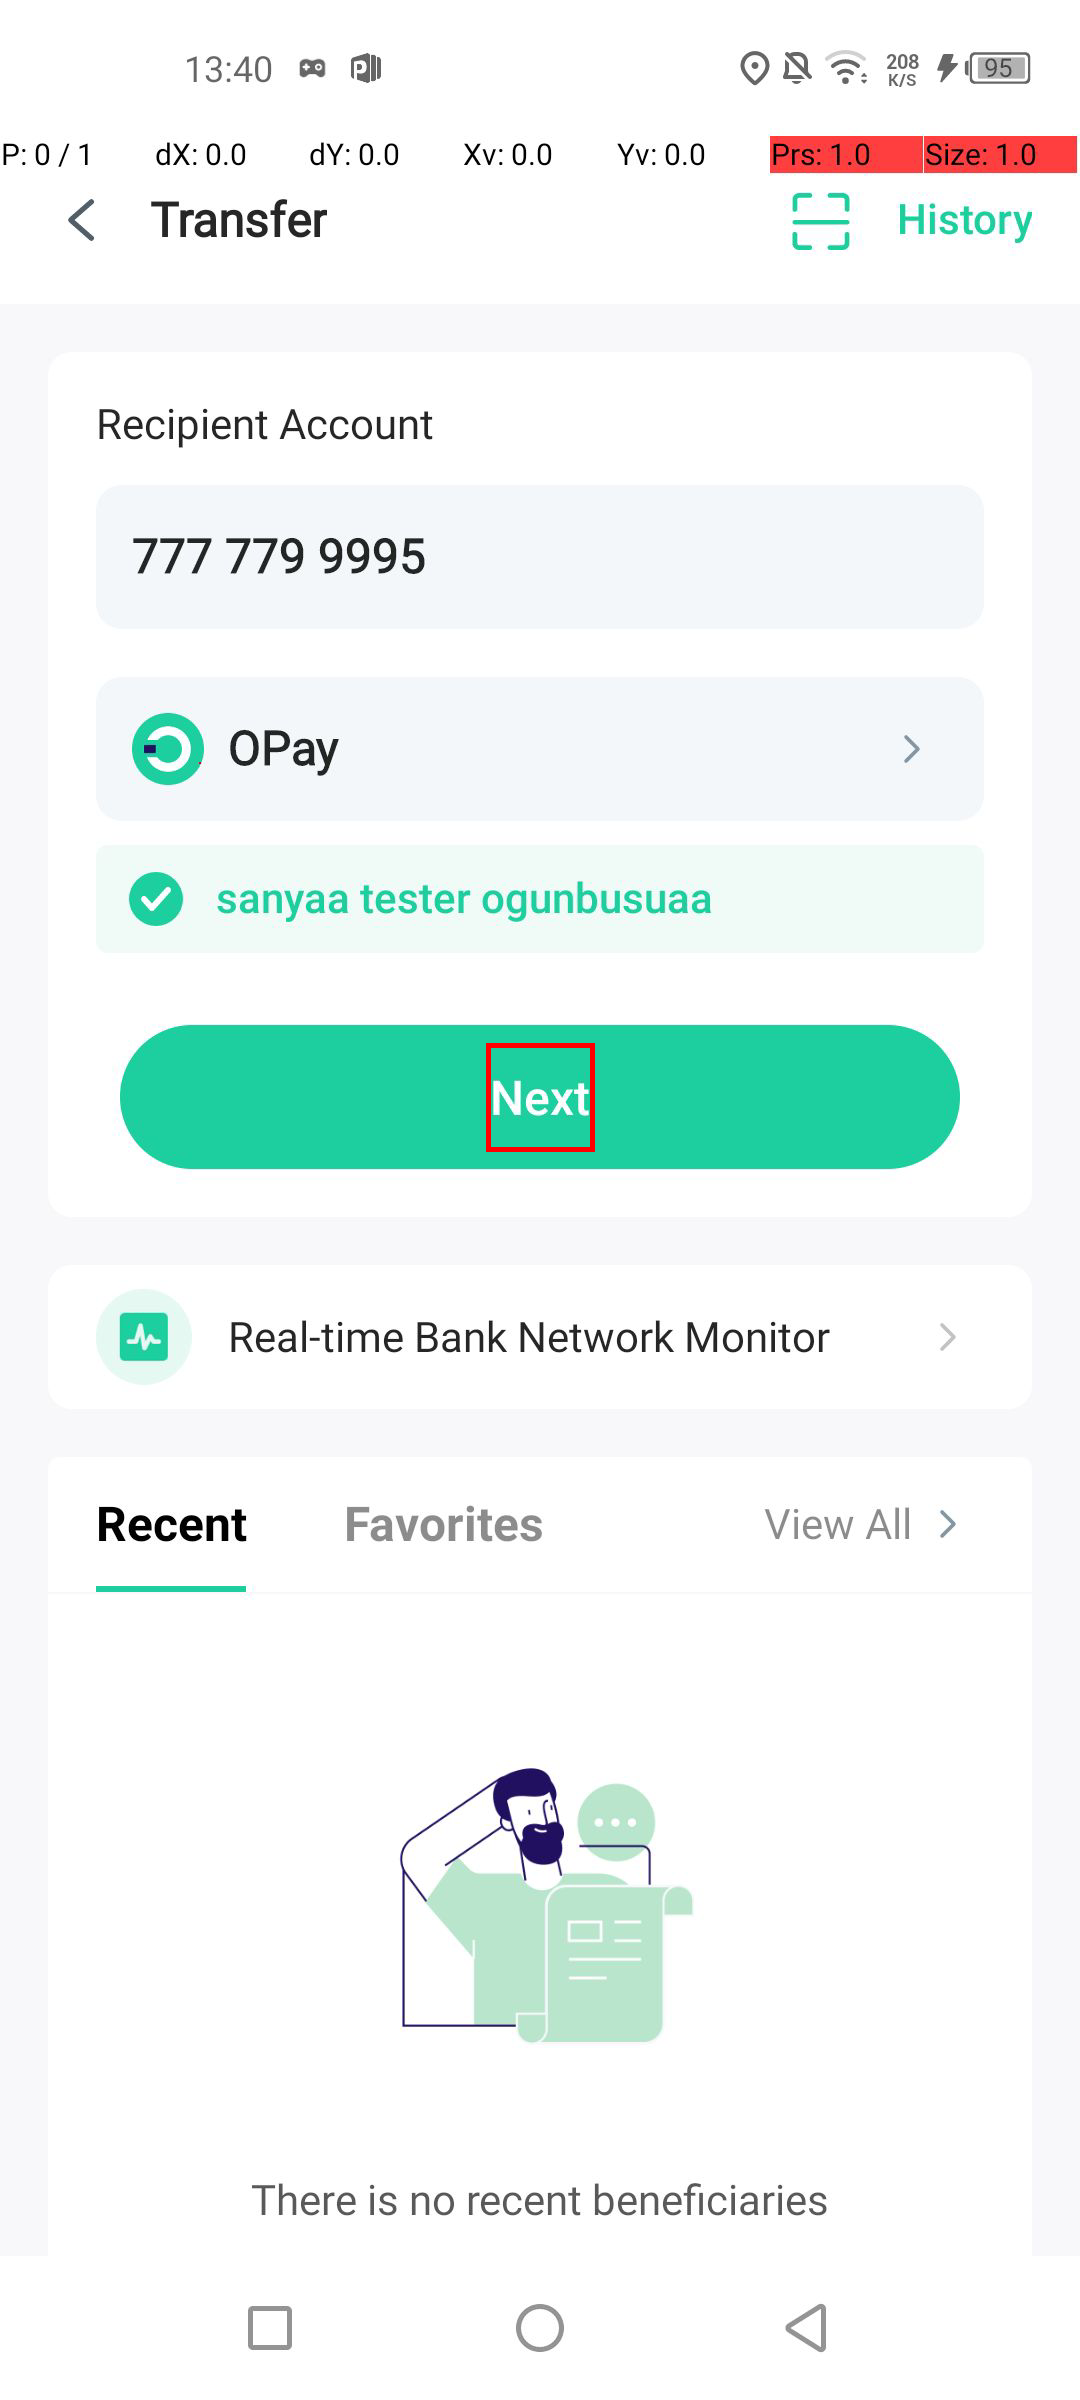 13:40
208
K/S
95
P: 0 / 1 dX: 0.0 dY: 0.0 Xv: 0.0 Yv: 0.0 Prs: 1.0 Size: 1.0
Transfer History
Recipient Account
777 779 9995
OPay
sanyaa tester ogunbusuaa
Next
Real-time Bank Network Monitor
Recent Favorites View All
There is no recent beneficiaries